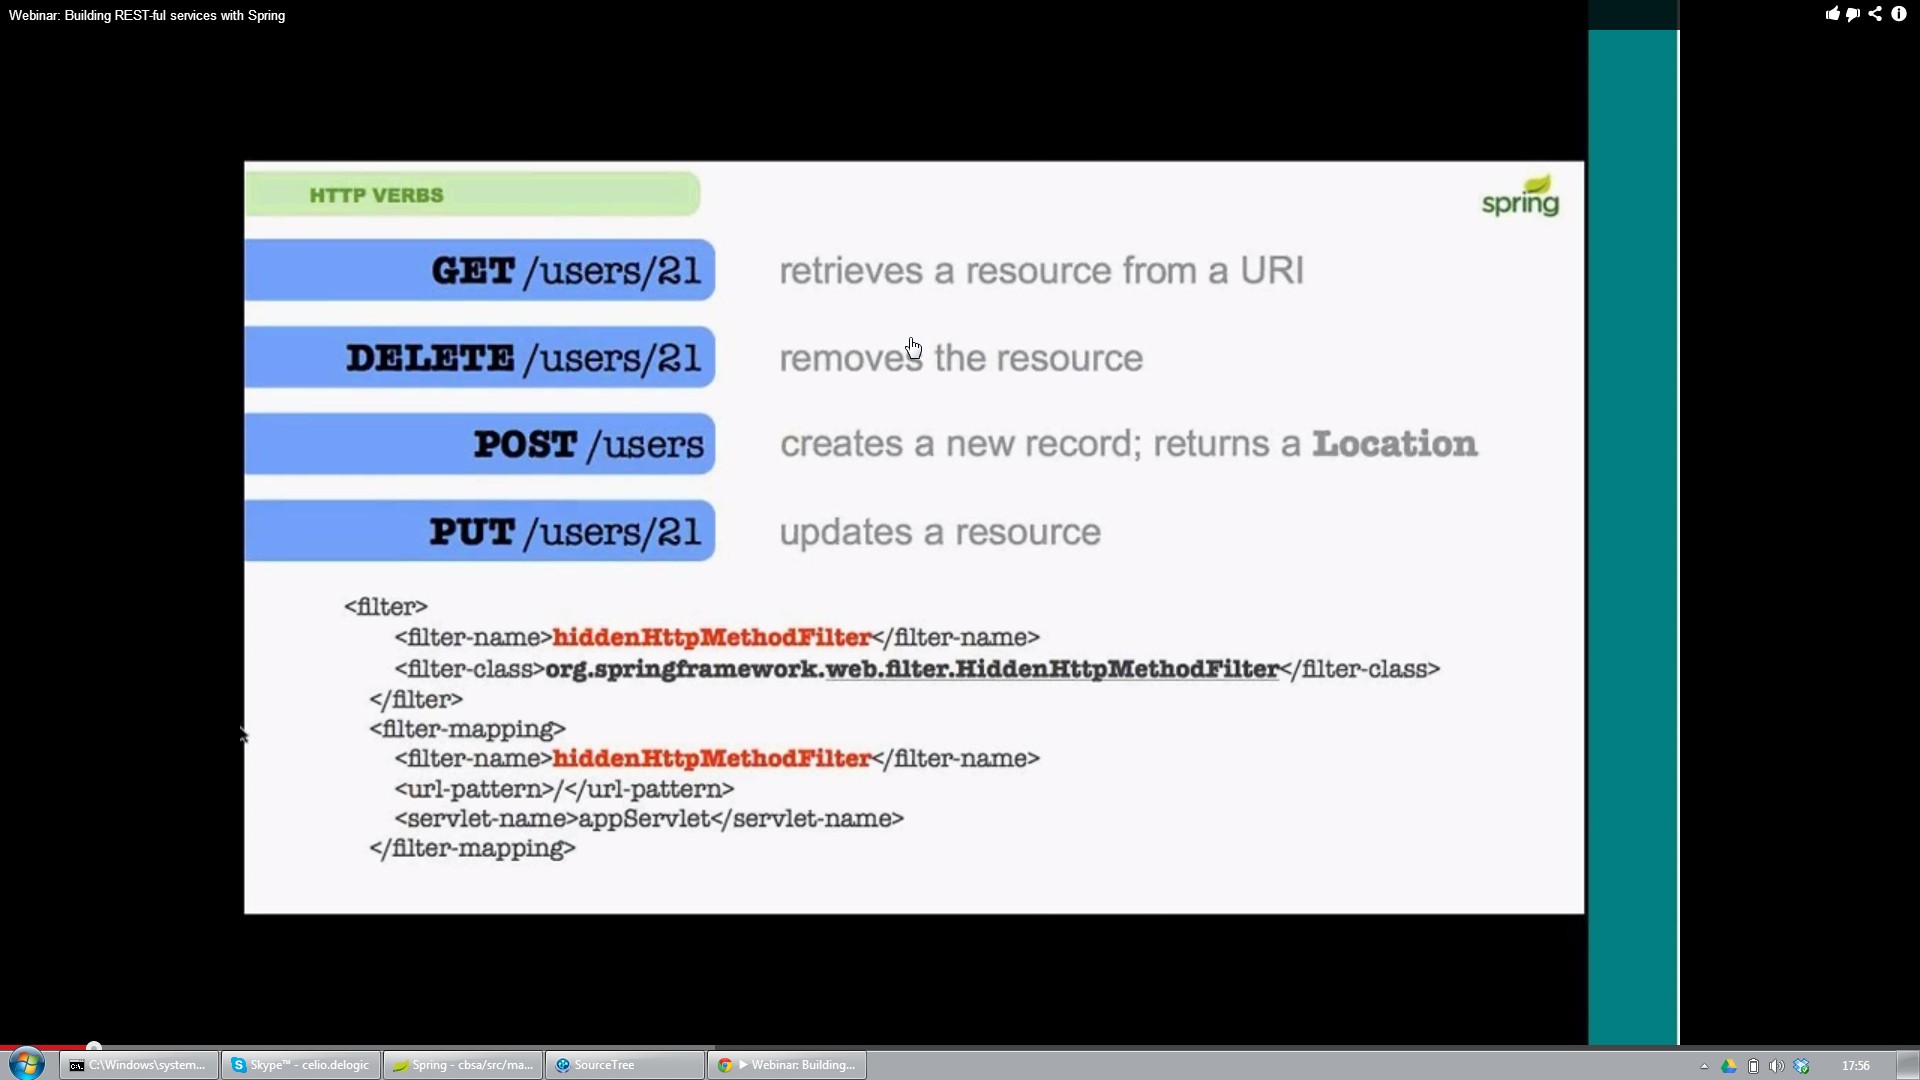 Webinar: Building REST-ful services with Spring
HTTP VERBS
spring
GET /users/21
retrieves a resource from a URI
DELETE /users/21
removes the resource
POST /users
creates a new record; returns a Location
PUT /users/21
updates a resource
<filter>
<filter-name>hiddenHttpMethodFilter</filter-name>
<filter-class>org.springframework.web.filter.HiddenHttpMethodFilter</filter-class>
</filter>
<filter-mapping>
<filter-name>hiddenHttpMethodFilter</filter-name>
<url-pattern>/</url-pattern>
<servlet-name>appServlet</servlet-name>
</filter-mapping>
C:\Windows\system...
Skype™ - celio.delogic
Spring - cbsa/src/ma...
SourceTree
Webinar: Building...
17:56